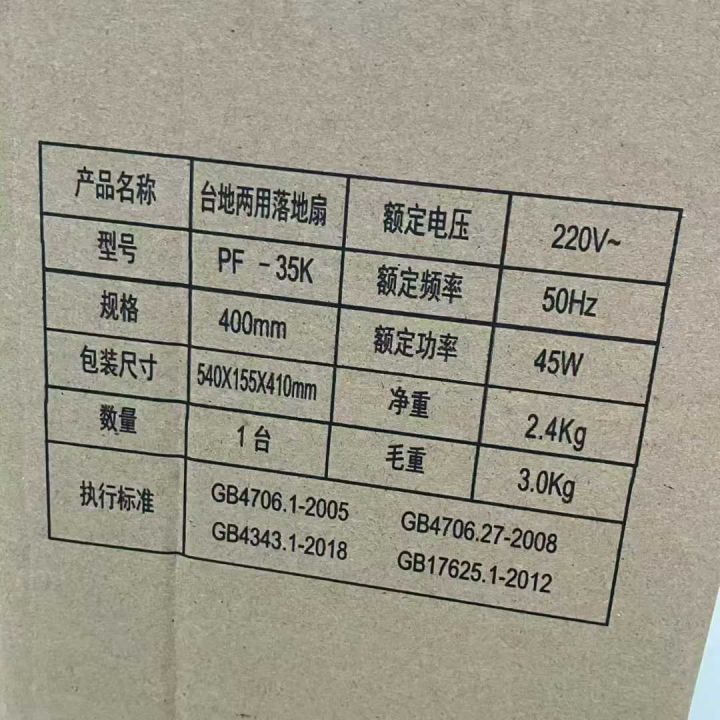 产品名称 台地两用落地扇 额定电压 220V~
型号 PF - 35K 额定频率 50Hz
规格 400mm 额定功率 45W
包装尺寸 540X155X410mm 净重 2.4Kg
数量 1台 毛重 3.0Kg
执行标准 GB4706.1-2005 GB4706.27-2008
GB4343.1-2018 GB17625.1-2012